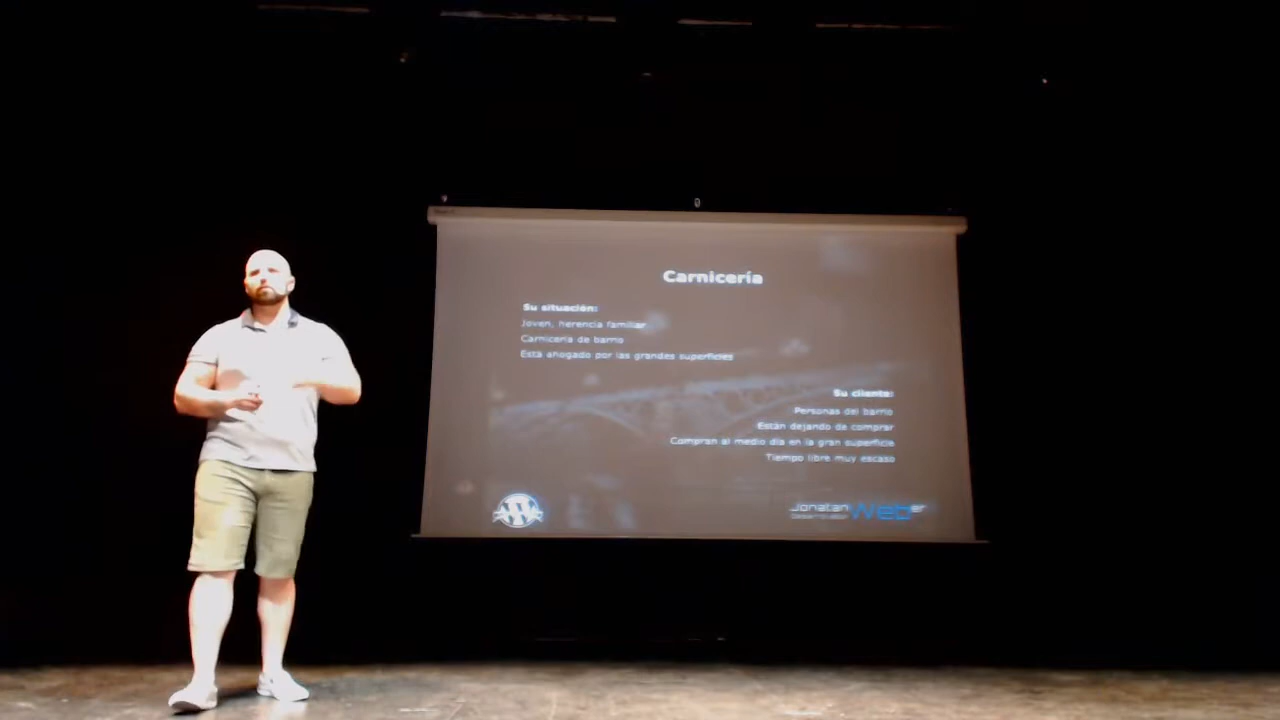 Carnicería
Su situación:
Joven, herencia familiar
Carnicería de barrio
Está ahogado por las grandes superficies
Su cliente:
Personas del barrio
Están dejando de comprar
Compran al medio día en la gran superficie
Tiempo libre muy escaso
Jonatan Weber